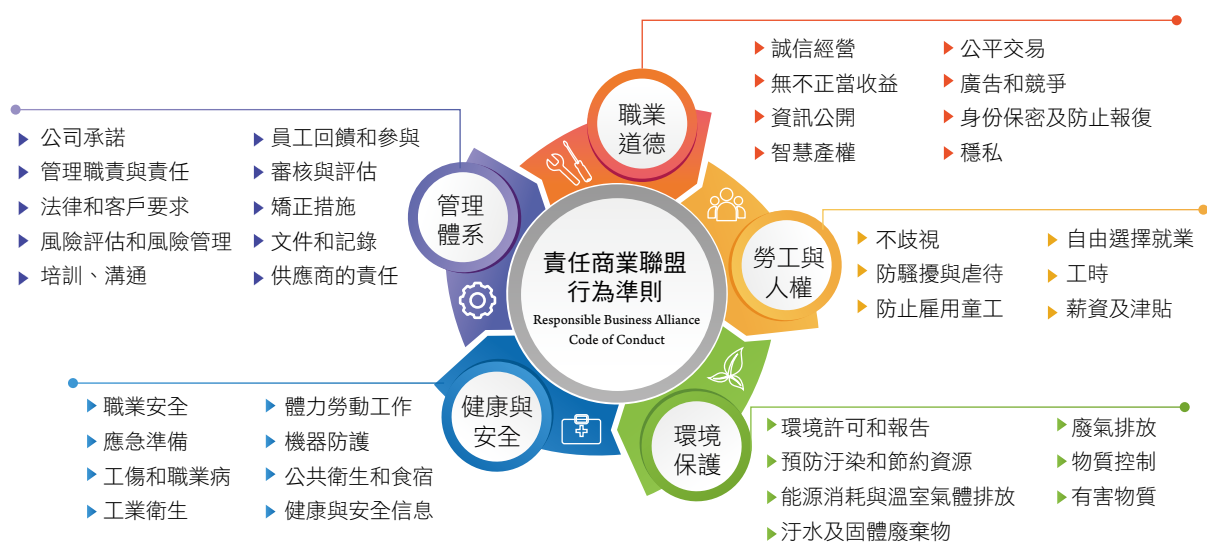 職業
道德
誠信經營
無不正當收益
資訊公開
智慧產權
公平交易
廣告和競爭
身份保密及防止報復
穩私
管理
體系
公司承諾
管理職責與責任
法律和客戶要求
風險評估和風險管理
培訓、溝通
員工回饋和參與
審核與評估
矯正措施
文件和記錄
供應商的責任
責任商業聯盟
行為準則
Responsible Business Alliance
Code of Conduct
勞工與
人權
不歧視
防騷擾與虐待
防止雇用童工
自由選擇就業
工時
薪資及津貼
健康與
安全
職業安全
應急準備
工傷和職業病
工業衛生
體力勞動工作
機器防護
公共衛生和食宿
健康與安全信息
環境
保護
環境許可和報告
預防汙染和節約資源
能源消耗與溫室氣體排放
汙水及固體廢棄物
廢氣排放
物質控制
有害物質